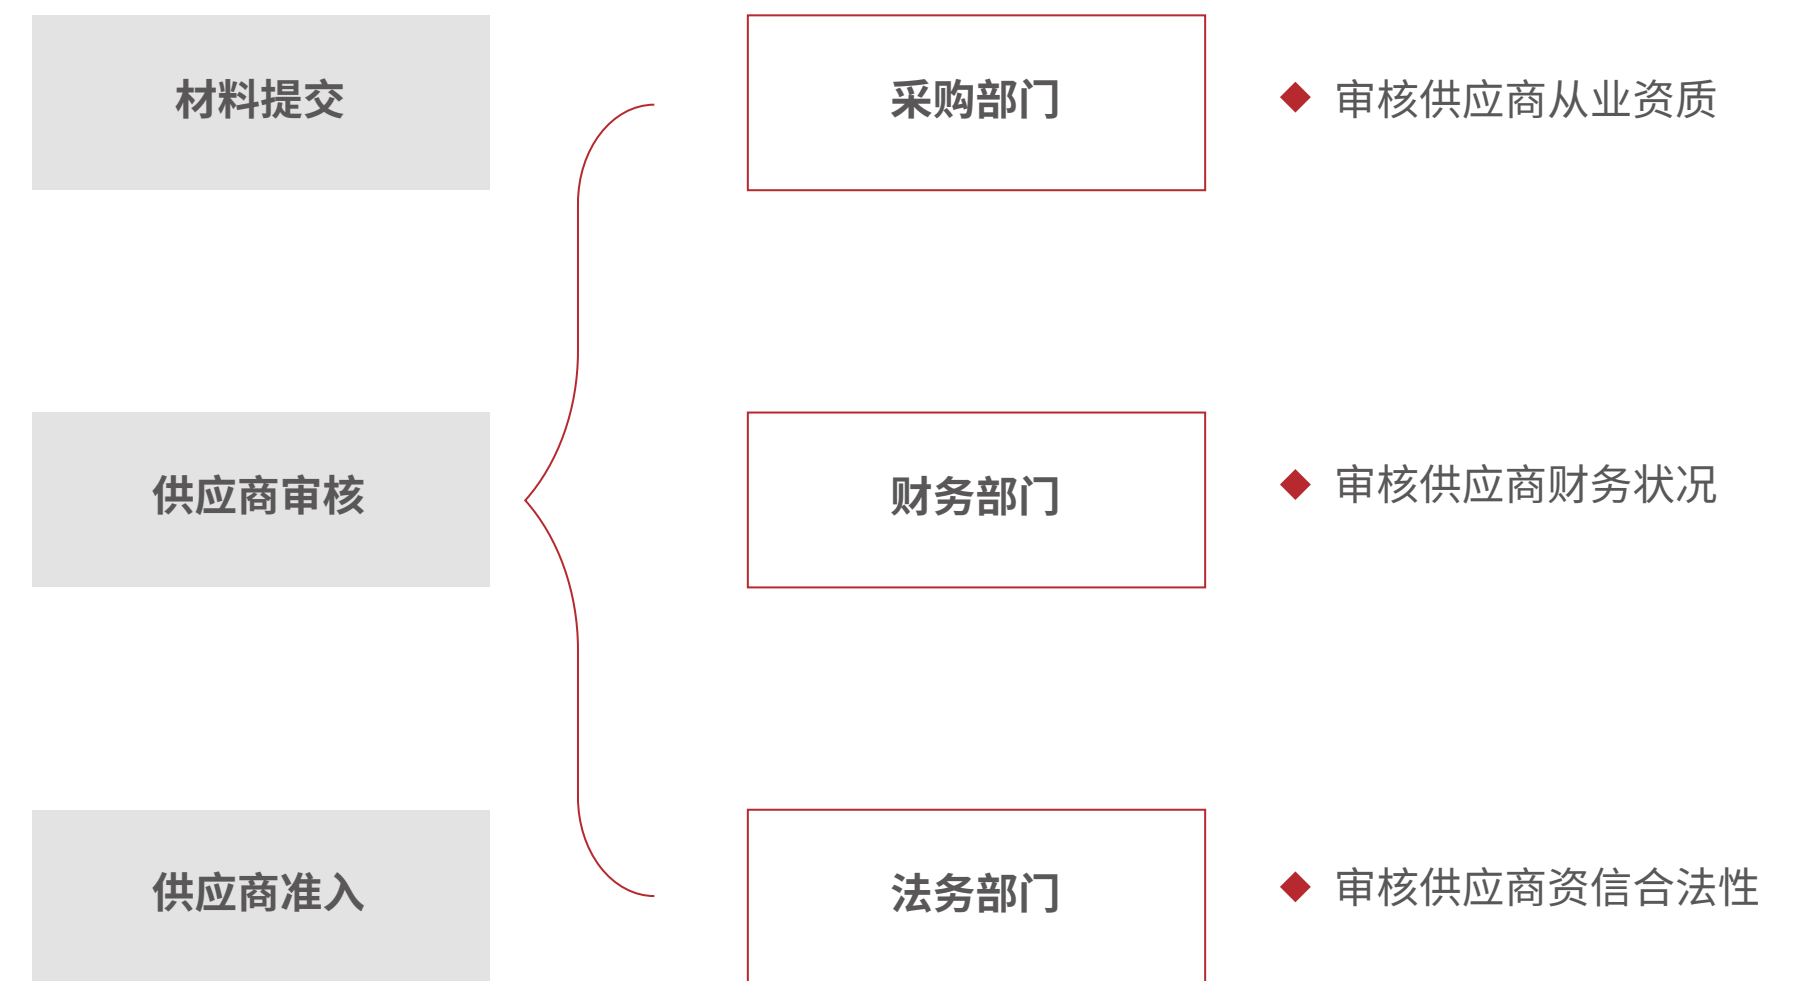 材料提交
采购部门
审核供应商从业资质
供应商审核
财务部门
审核供应商财务状况
供应商准入
法务部门
审核供应商资信合法性